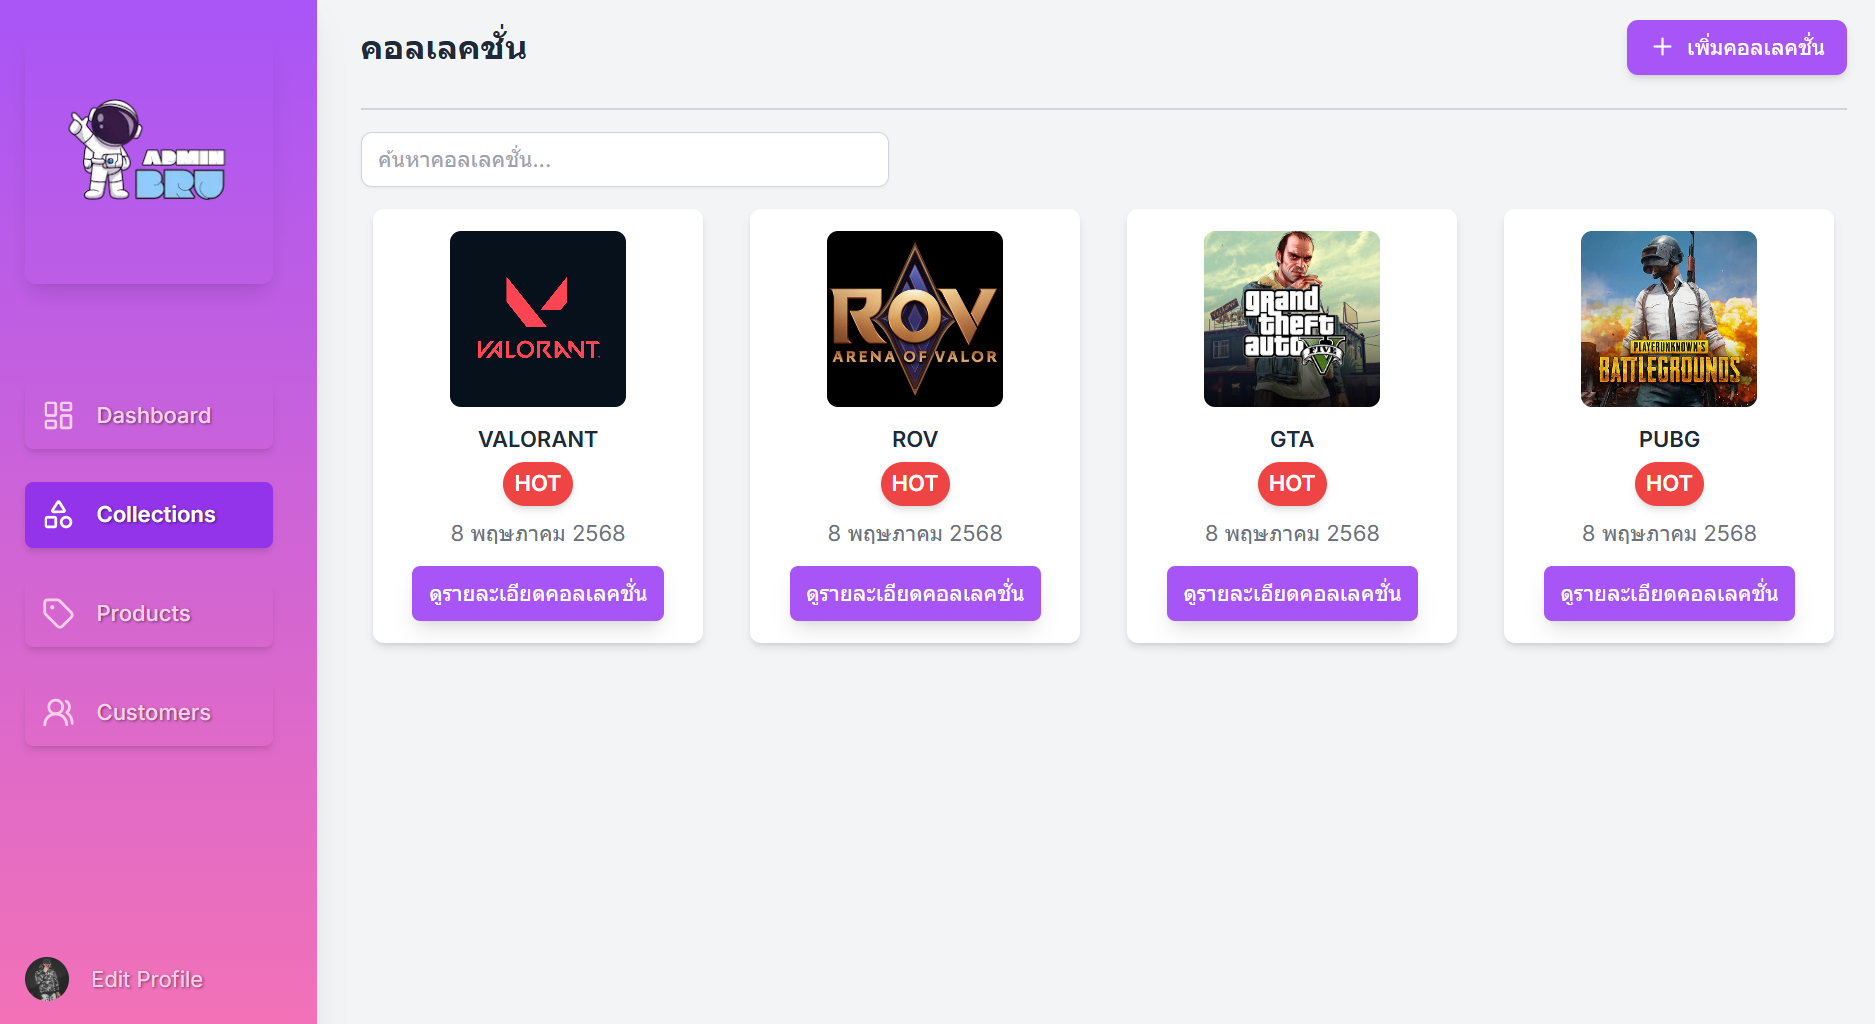 ADMIN
BRU
Dashboard
Collections
Products
Customers
Edit Profile
คอลเลคชั่น
เพิ่มคอลเลคชั่น
ค้นหาคอลเลคชั่น...
VALORANT
VALORANT
HOT
8 พฤษภาคม 2568
ดูรายละเอียดคอลเลคชั่น
ROV
ARENA OF VALOR
ROV
HOT
8 พฤษภาคม 2568
ดูรายละเอียดคอลเลคชั่น
grand
theft
auto V
FIVE
GTA
HOT
8 พฤษภาคม 2568
ดูรายละเอียดคอลเลคชั่น
PLAYERUNKNOWN'S
BATTLEGROUNDS
PUBG
HOT
8 พฤษภาคม 2568
ดูรายละเอียดคอลเลคชั่น